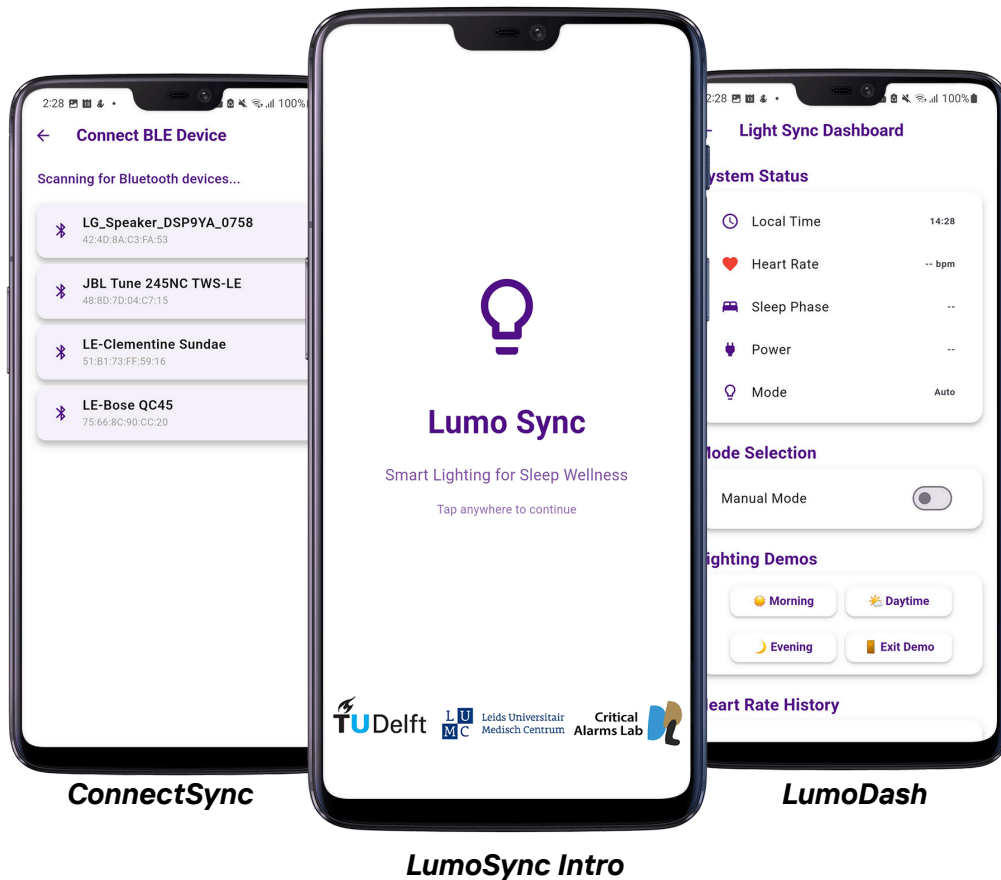 2:28 100%
Connect BLE Device
Scanning for Bluetooth devices...
LG_Speaker_DSP9YA_0758
42:4D:8A:C3:FA:53
JBL Tune 245NC TWS-LE
48:8D:7D:04:C7:15
LE-Clementine Sundae
51:B1:73:FF:59:16
LE-Bose QC45
75:66:8C:90:CC:20
ConnectSync
Lumo Sync
Smart Lighting for Sleep Wellness
Tap anywhere to continue
TUDelft
LUMC Leids Universitair Medisch Centrum
Critical Alarms Lab
LumoSync Intro
2:28 100%
Light Sync Dashboard
ystem Status
Local Time 14:28
Heart Rate -- bpm
Sleep Phase --
Power --
Mode Auto
ode Selection
Manual Mode
ighting Demos
Morning Daytime
Evening Exit Demo
eart Rate History
LumoDash